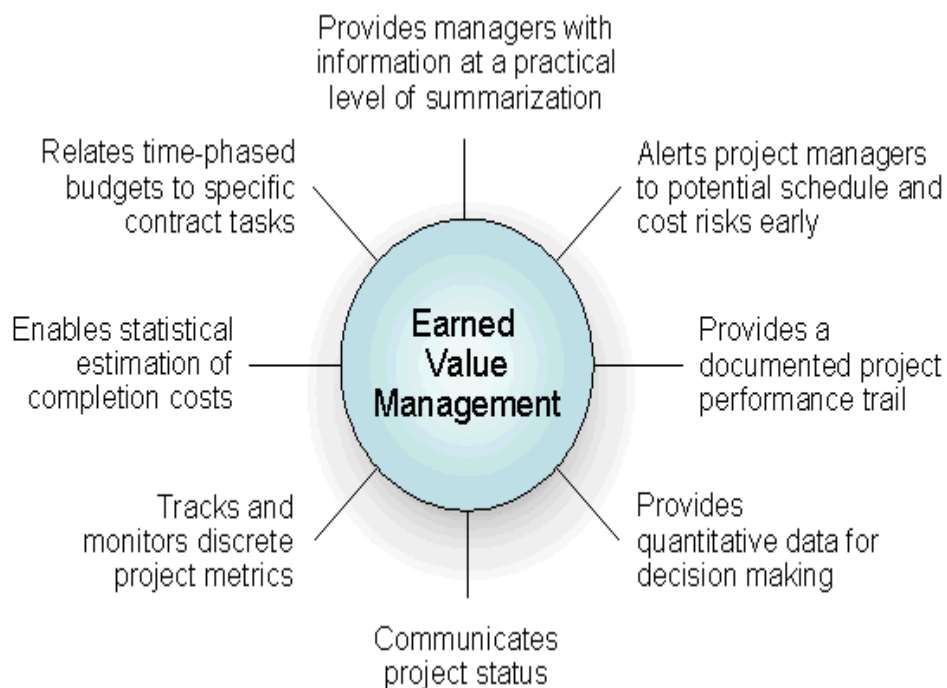 Provides managers with
information at a practical
level of summarization
Relates time-phased
budgets to specific
contract tasks
Alerts project managers
to potential schedule and
cost risks early
Enables statistical
estimation of
completion costs
Earned
Value
Management
Provides a
documented project
performance trail
Tracks and
monitors discrete
project metrics
Provides
quantitative data for
decision making
Communicates
project status